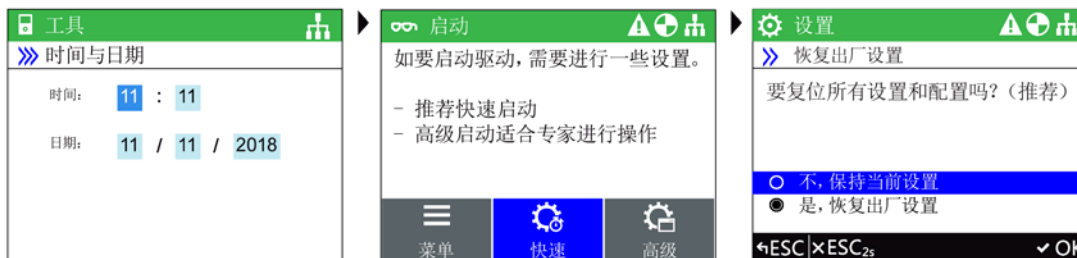 工具
时间与日期
时间: 11 : 11
日期: 11 / 11 / 2018
启动
如要启动驱动，需要进行一些设置。
- 推荐快速启动
- 高级启动适合专家进行操作
菜单 快速 高级
设置
恢复出厂设置
要复位所有设置和配置吗？（推荐）
不，保持当前设置
是，恢复出厂设置
ESC ×ESC2s ✓ OK